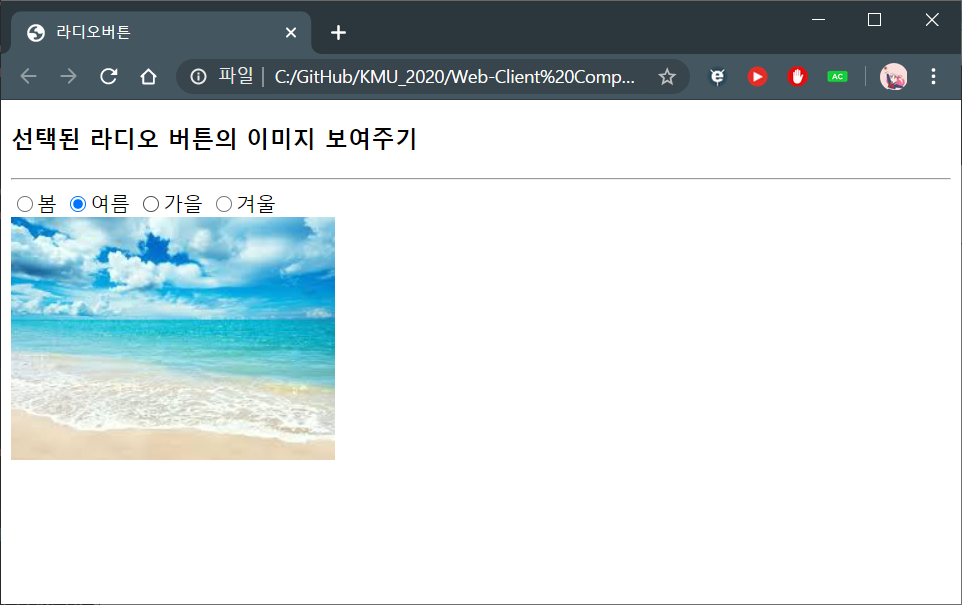 라디오버튼
파일 | C:/GitHub/KMU_2020/Web-Client%20Comp...
AC
선택된 라디오 버튼의 이미지 보여주기
봄 여름 가을 겨울